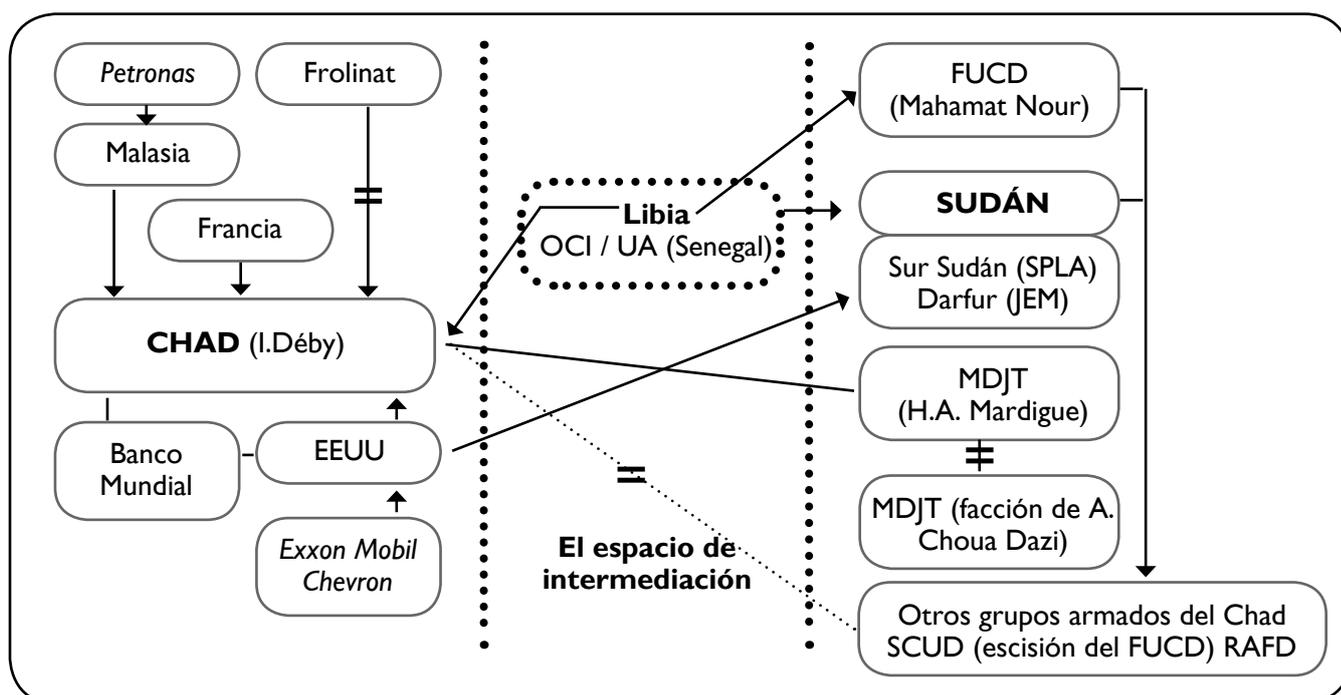 Petronas
Frolinat
Malasia
Francia
CHAD (I.Déby)
Banco
Mundial
EEUU
Exxon Mobil
Chevron
Libia
OCI / UA (Senegal)
El espacio de
intermediación
FUCD
(Mahamat Nour)
SUDÁN
Sur Sudán (SPLA)
Darfur (JEM)
MDJT
(H.A. Mardigue)
MDJT (facción de A.
Choua Dazi)
Otros grupos armados del Chad
SCUD (escisión del FUCD) RAFD